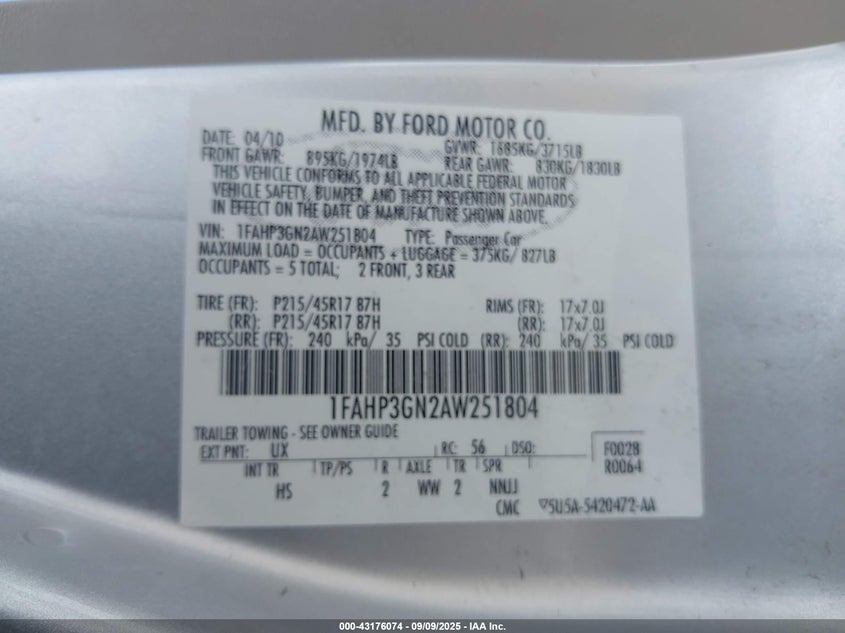 MFD. BY FORD MOTOR CO.
DATE: 04/10 GVWR: 1685KG/3715LB
FRONT GAWR: 895KG/1974LB REAR GAWR: 830KG/1830LB
THIS VEHICLE CONFORMS TO ALL APPLICABLE FEDERAL MOTOR
VEHICLE SAFETY, BUMPER, AND THEFT PREVENTION STANDARDS
IN EFFECT ON THE DATE OF MANUFACTURE SHOWN ABOVE.
VIN: 1FAHP3GN2AW251804 TYPE: Passenger Car
MAXIMUM LOAD = OCCUPANTS + LUGGAGE = 375KG/ 827LB
OCCUPANTS = 5 TOTAL; 2 FRONT, 3 REAR
TIRE (FR): P215/45R17 87H RIMS (FR): 17x7.0J
(RR): P215/45R17 87H (RR): 17x7.0J
PRESSURE (FR): 240 kPa/ 35 PSI COLD (RR): 240 kPa/ 35 PSI COLD
1FAHP3GN2AW251804
TRAILER TOWING - SEE OWNER GUIDE
EXT PNT: UX RC: 56 DSO: F0028
INT TR TP/PS R AXLE TR SPR R0064
HS 2 WW 2 NNJJ
CMC ▽5U5A-5420472-AA
000-43176074 / 09/09/2025 - IAA Inc.